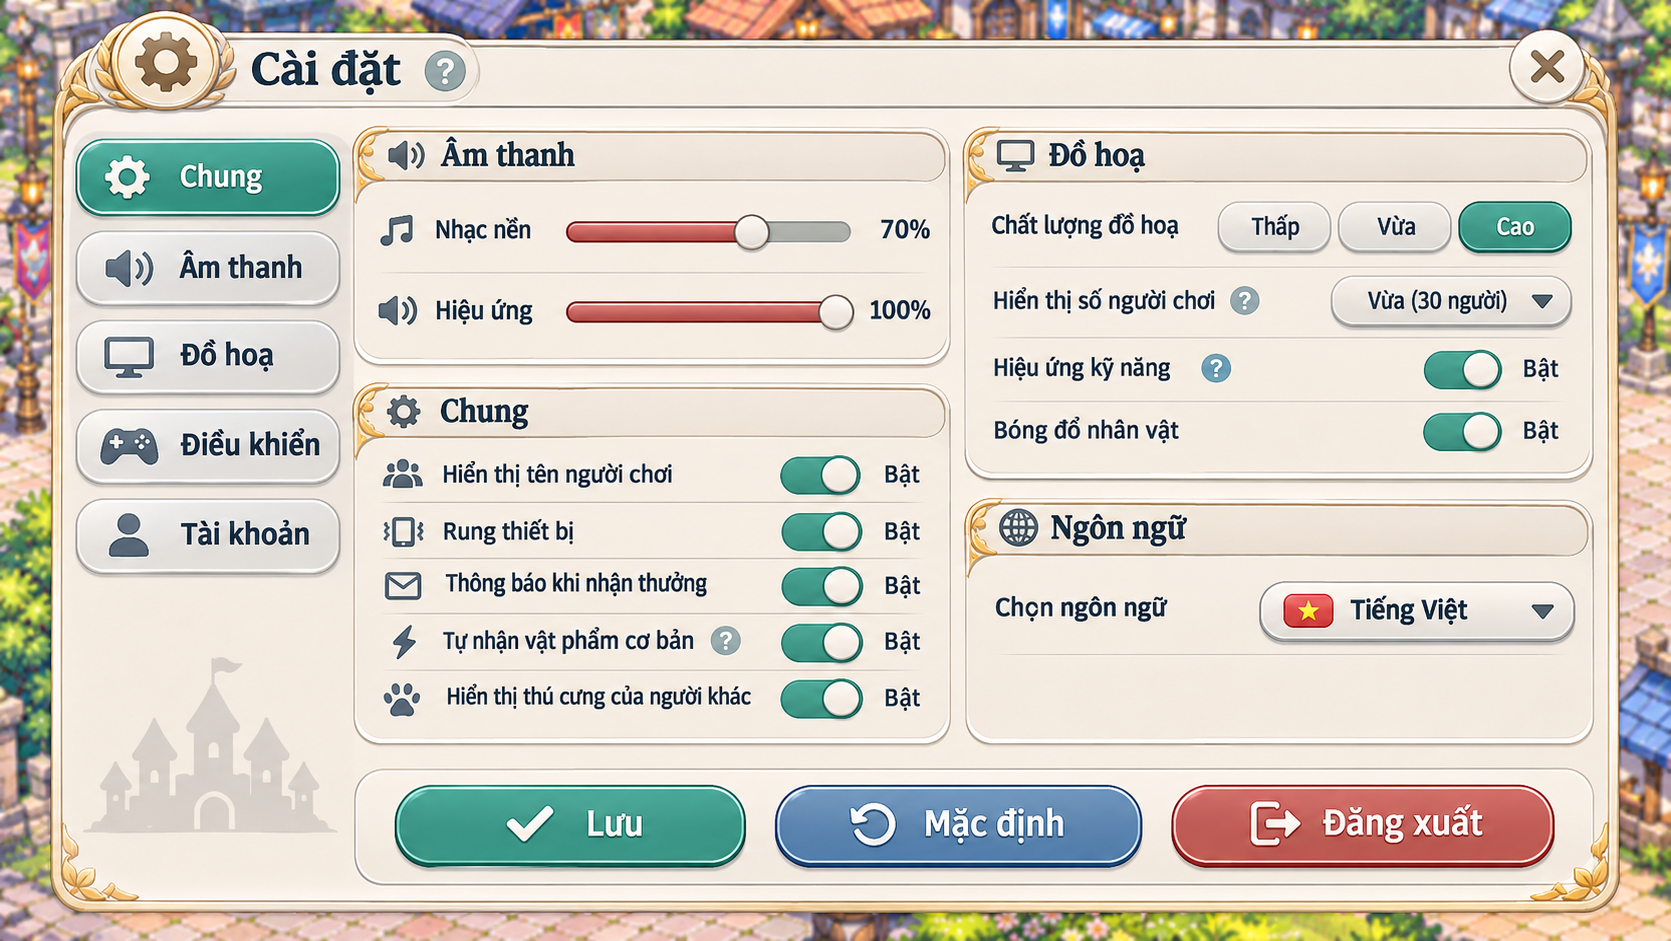 Cài đặt ?
Chung
Âm thanh
Đồ hoạ
Điều khiển
Tài khoản
Âm thanh
Nhạc nền 70%
Hiệu ứng 100%
Chung
Hiển thị tên người chơi Bật
Rung thiết bị Bật
Thông báo khi nhận thưởng Bật
Tự nhận vật phẩm cơ bản ? Bật
Hiển thị thú cưng của người khác Bật
Đồ hoạ
Chất lượng đồ hoạ Thấp Vừa Cao
Hiển thị số người chơi ? Vừa (30 người)
Hiệu ứng kỹ năng ? Bật
Bóng đổ nhân vật Bật
Ngôn ngữ
Chọn ngôn ngữ Tiếng Việt
Lưu
Mặc định
Đăng xuất